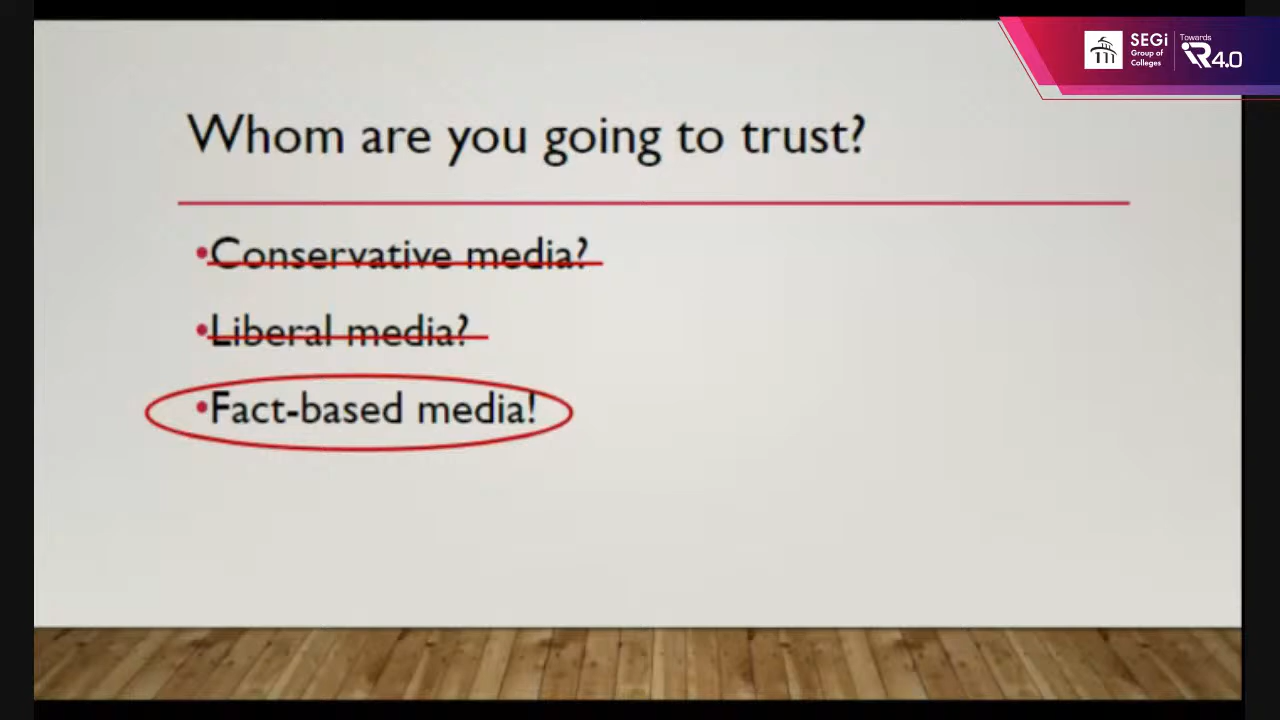 SEGi
Group of
Colleges
Towards
iR4.0
Whom are you going to trust?
•Conservative media?
•Liberal media?
•Fact-based media!